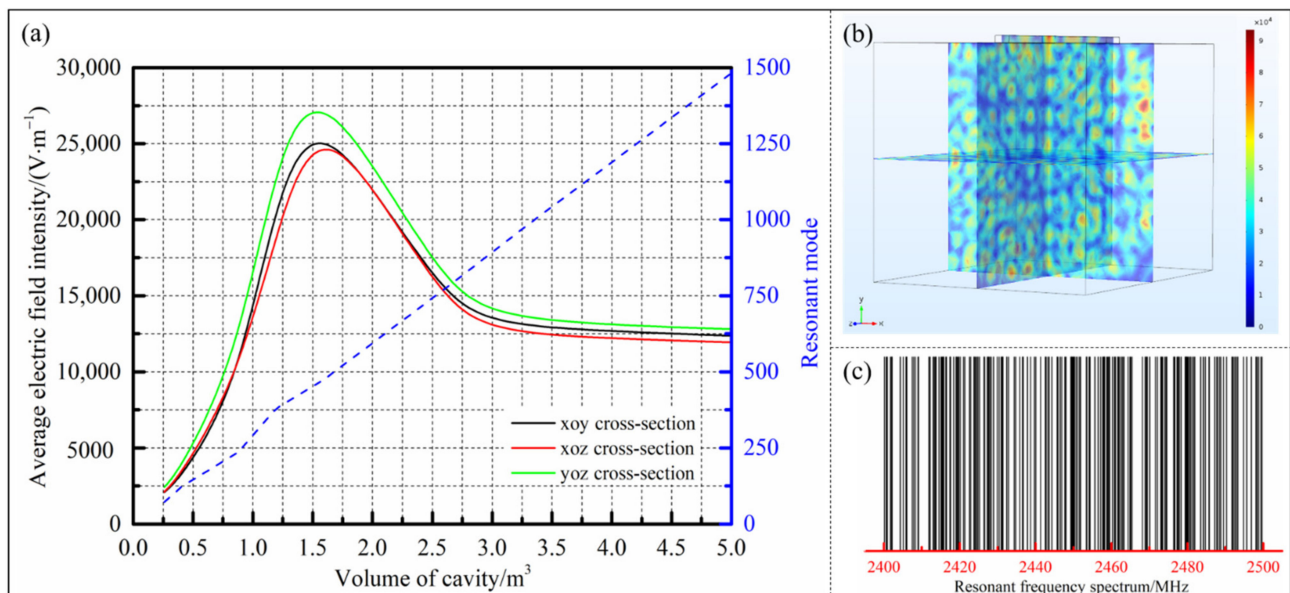 (a)
Average electric field intensity/(V·m⁻¹)
30,000
25,000
20,000
15,000
10,000
5000
0
0.0 0.5 1.0 1.5 2.0 2.5 3.0 3.5 4.0 4.5 5.0
Volume of cavity/m³
1500
1250
1000
750
500
250
0
Resonant mode
xoy cross-section
xoz cross-section
yoz cross-section
(b)
×10⁴
9
8
7
6
5
4
3
2
1
0
y
z x
(c)
2400 2420 2440 2460 2480 2500
Resonant frequency spectrum/MHz